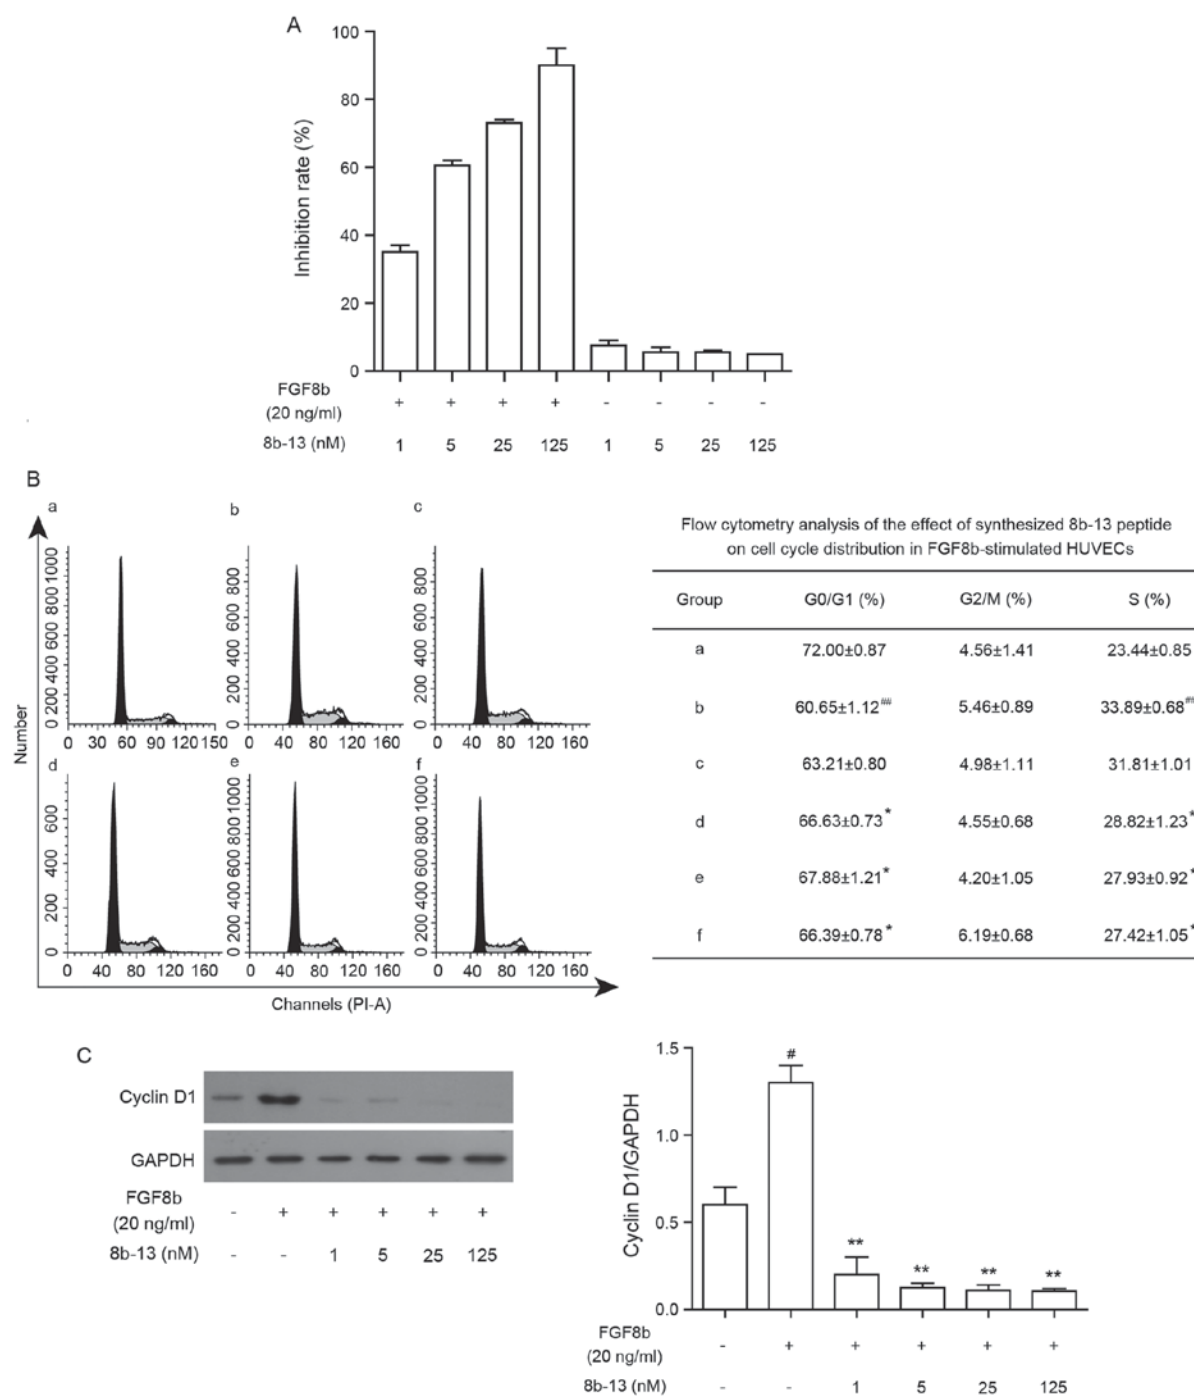 A
100
80
60
40
20
0
Inhibition rate (%)
FGF8b
(20 ng/ml)
+ + + + - - - -
8b-13 (nM) 1 5 25 125 1 5 25 125
B
a
b
c
0 200 400 600 800 1000
0 200 400 600 800
0 200 400 600 800
0 30 60 90 120 150
0 40 80 120 160
0 40 80 120 160
Number
d
e
f
0 200 400 600
0 200 400 600 800 1000
0 200 400 600 800 1000
0 40 80 120 160
0 40 80 120 160
0 40 80 120 160
Channels (PI-A)
Flow cytometry analysis of the effect of synthesized 8b-13 peptide
on cell cycle distribution in FGF8b-stimulated HUVECs
Group G0/G1 (%) G2/M (%) S (%)
a 72.00±0.87 4.56±1.41 23.44±0.85
b 60.65±1.12## 5.46±0.89 33.89±0.68##
c 63.21±0.80 4.98±1.11 31.81±1.01
d 66.63±0.73* 4.55±0.68 28.82±1.23*
e 67.88±1.21* 4.20±1.05 27.93±0.92*
f 66.39±0.78* 6.19±0.68 27.42±1.05*
C
Cyclin D1
GAPDH
FGF8b
(20 ng/ml)
- + + + + +
8b-13 (nM) - - 1 5 25 125
1.5
1.0
0.5
0.0
Cyclin D1/GAPDH
#
** ** ** **
FGF8b
(20 ng/ml)
- + + + + +
8b-13 (nM) - - 1 5 25 125